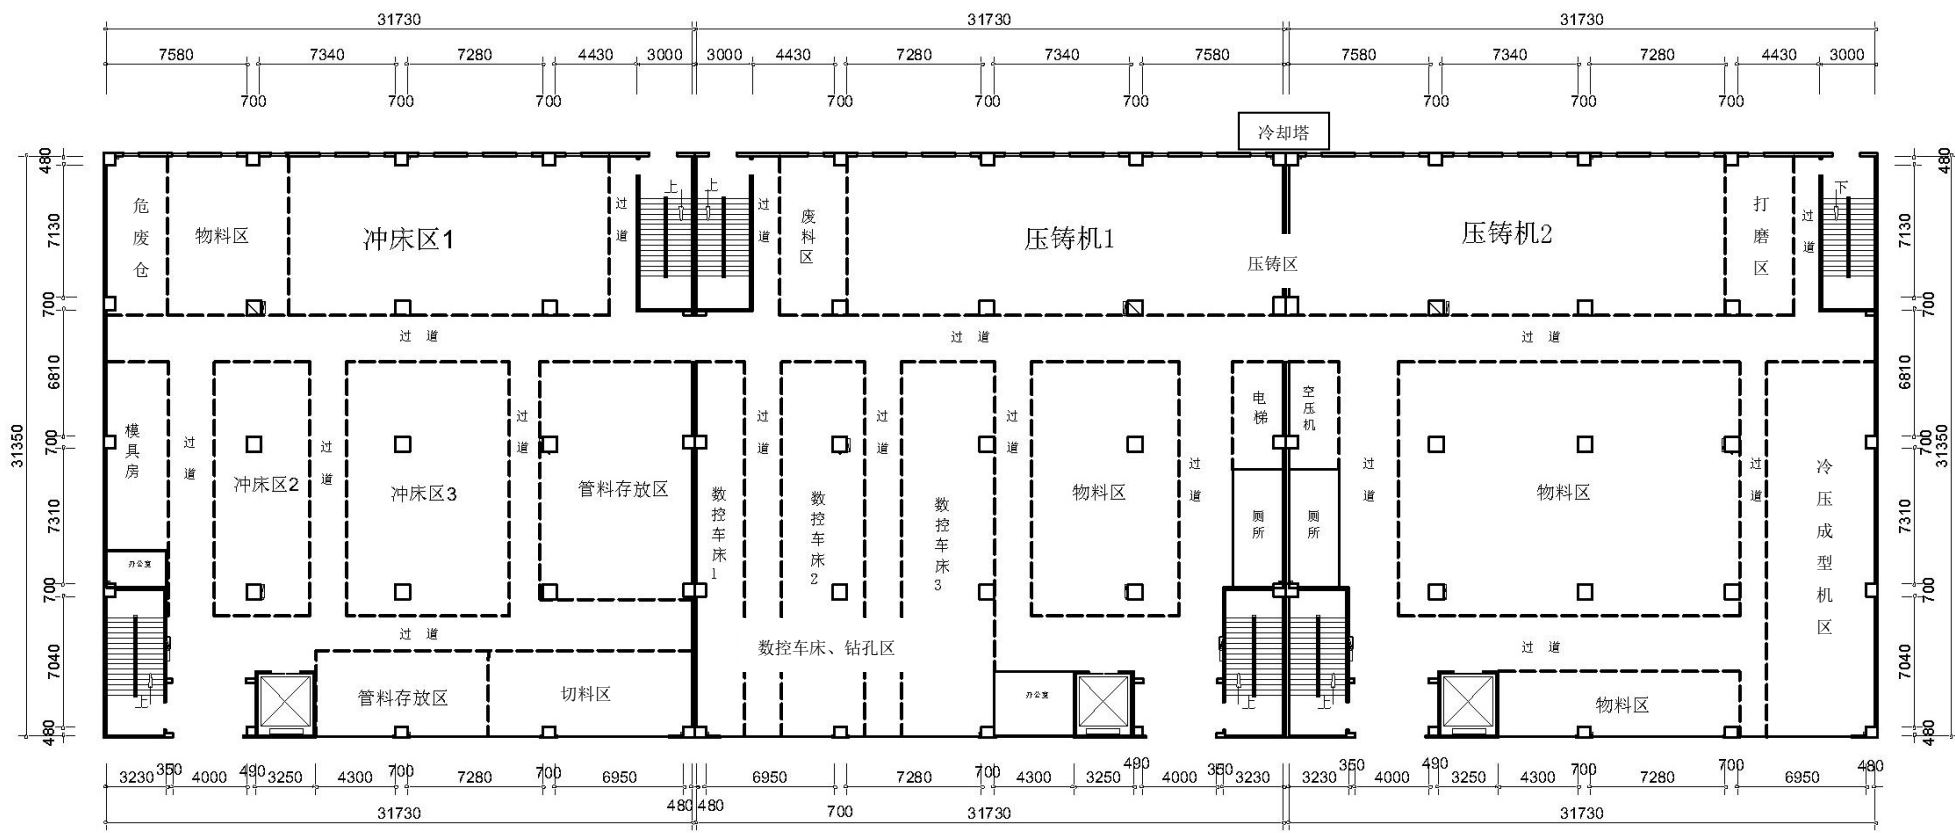 31730 31730 31730
7580 7340 7280 4430 3000 3000 4430 7280 7340 7580 7580 7340 7280 4430 3000
700 700 700 700 700 700 700 700 700
冷却塔
480 480
上 上 下
危废仓 物料区 冲床区1 过道 过道 废料区 压铸机1 压铸区 压铸机2 打磨区 过道
7130 7130
700 700
过道 过道 过道
6810 6810
模具房 过道 冲床区2 过道 冲床区3 过道 管料存放区 数控车床1 过道 数控车床2 过道 数控车床3 过道 物料区 过道 电梯 空压机 过道 物料区 过道 冷压成型机区
700 700
31350 31350
厕所 厕所
7310 7310
办公室
700 700
过道 数控车床、钻孔区 过道
7040 7040
上 管料存放区 切料区 办公室 上 上 物料区
480 480
3230 350 4000 490 3250 4300 700 7280 700 6950 480 480 6950 700 7280 700 4300 3250 490 4000 350 3230 3230 350 4000 490 3250 4300 700 7280 700 6950 480
31730 31730 31730